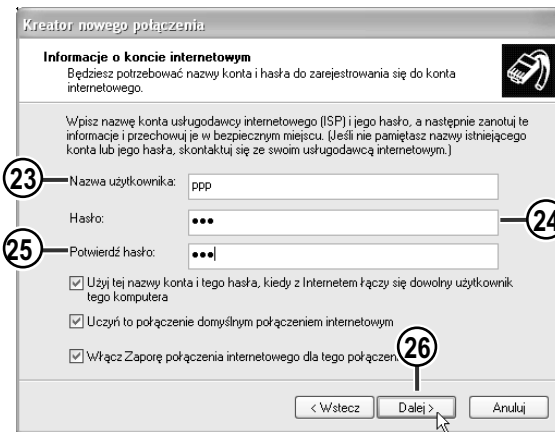 Kreator nowego połączenia
Informacje o koncie internetowym
Będziesz potrzebować nazwy konta i hasła do zarejestrowania się do konta
internetowego.
Wpisz nazwę konta usługodawcy internetowego (ISP) i jego hasło, a następnie zanotuj te
informacje i przechowuj je w bezpiecznym miejscu. (Jeśli nie pamiętasz nazwy istniejącego
konta lub jego hasła, skontaktuj się ze swoim usługodawcą internetowym.)
23 Nazwa użytkownika: ppp
Hasło: ●●● 24
25 Potwierdź hasło: ●●●
Użyj tej nazwy konta i tego hasła, kiedy z Internetem łączy się dowolny użytkownik
tego komputera
Uczyń to połączenie domyślnym połączeniem internetowym
Włącz Zaporę połączenia internetowego dla tego 26
< Wstecz Dalej > Anuluj